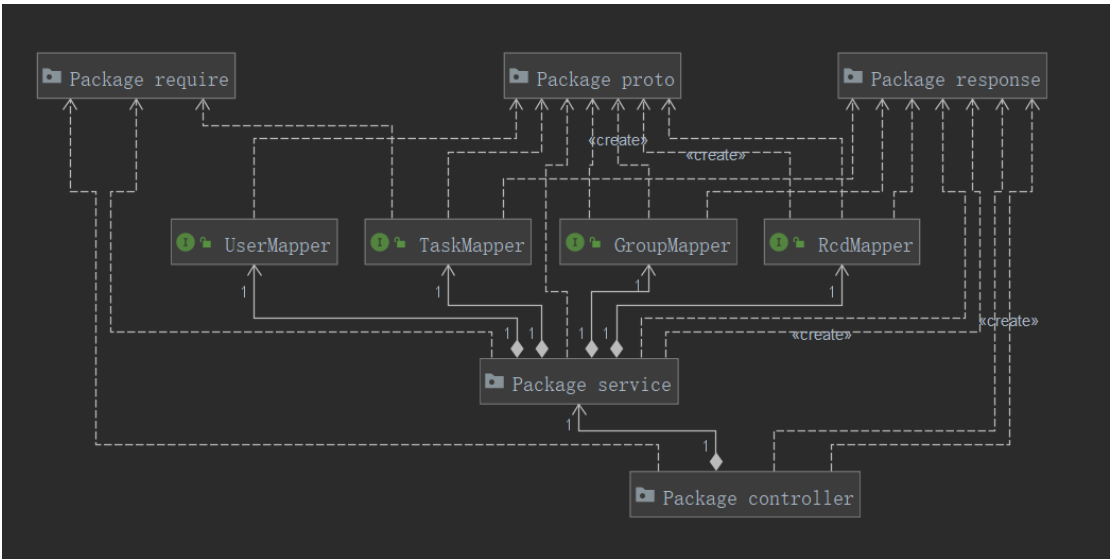 Package require
Package proto
Package response
«create»
«create»
I UserMapper
I TaskMapper
I GroupMapper
I RcdMapper
1
1
1
1
1
1
1
1
«create»
«create»
Package service
1
1
Package controller